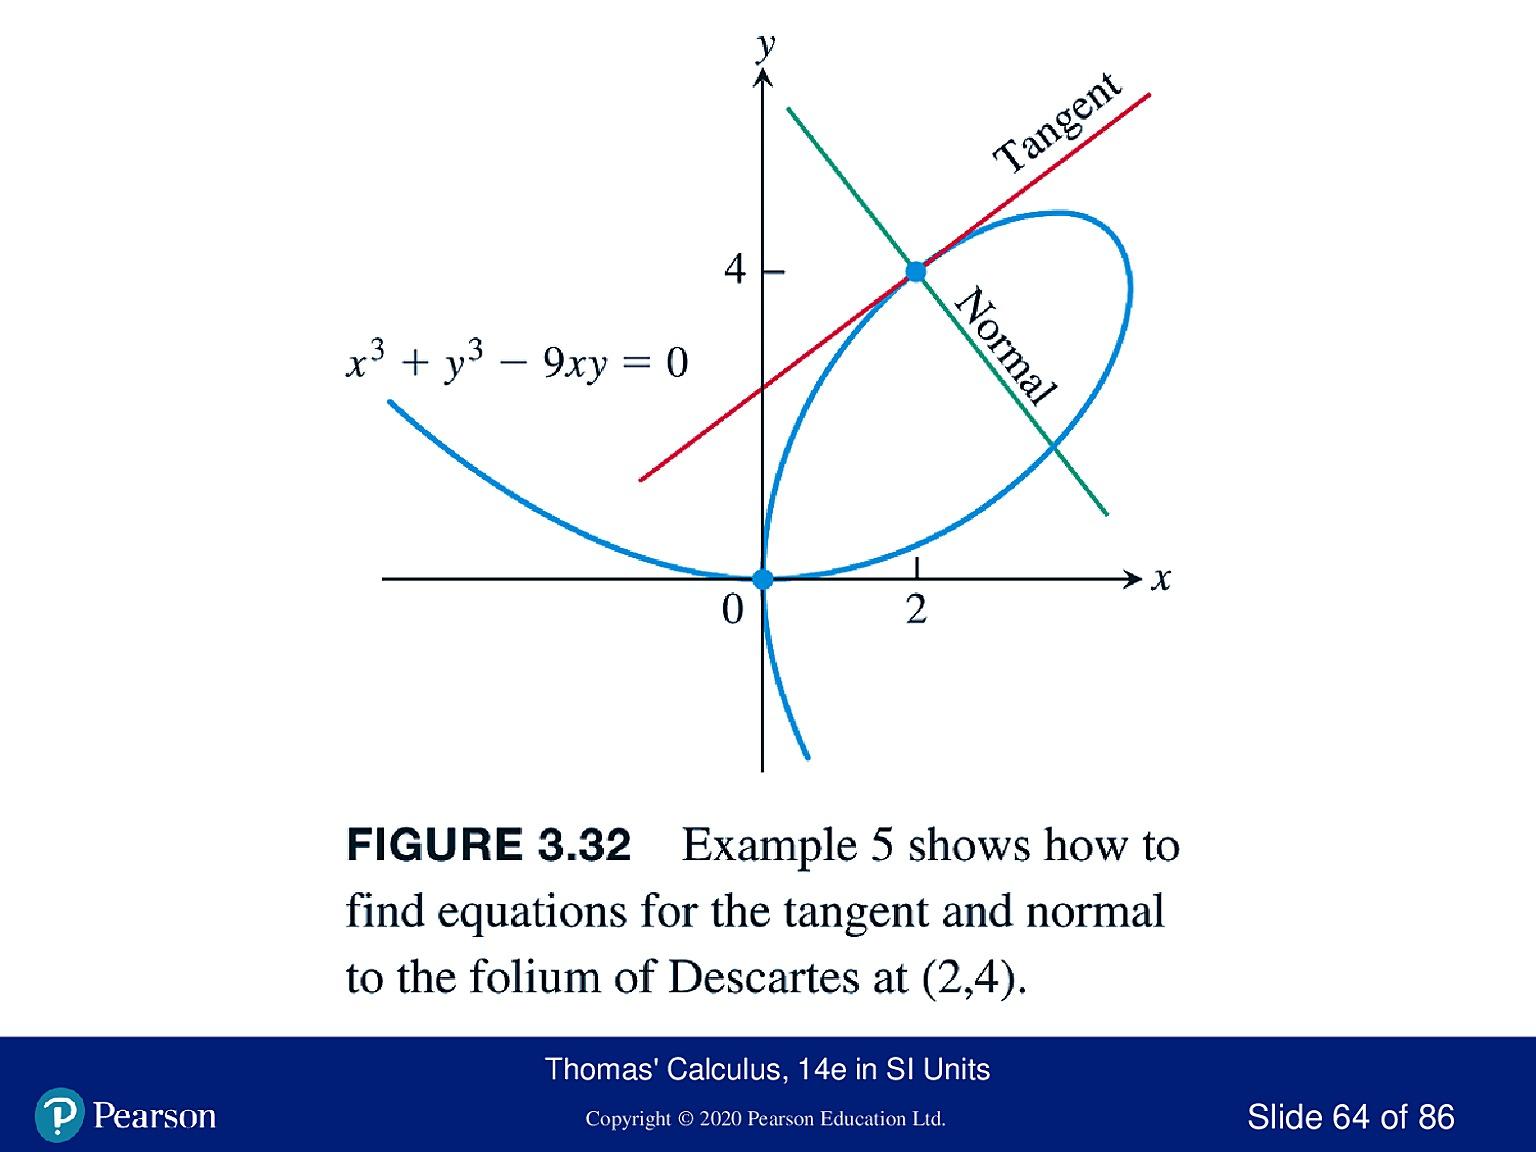 y
Tangent
4
Normal
x³ + y³ − 9xy = 0
x
0
2
FIGURE 3.32 Example 5 shows how to
find equations for the tangent and normal
to the folium of Descartes at (2,4).
Thomas' Calculus, 14e in SI Units
Pearson
Copyright © 2020 Pearson Education Ltd.
Slide 64 of 86